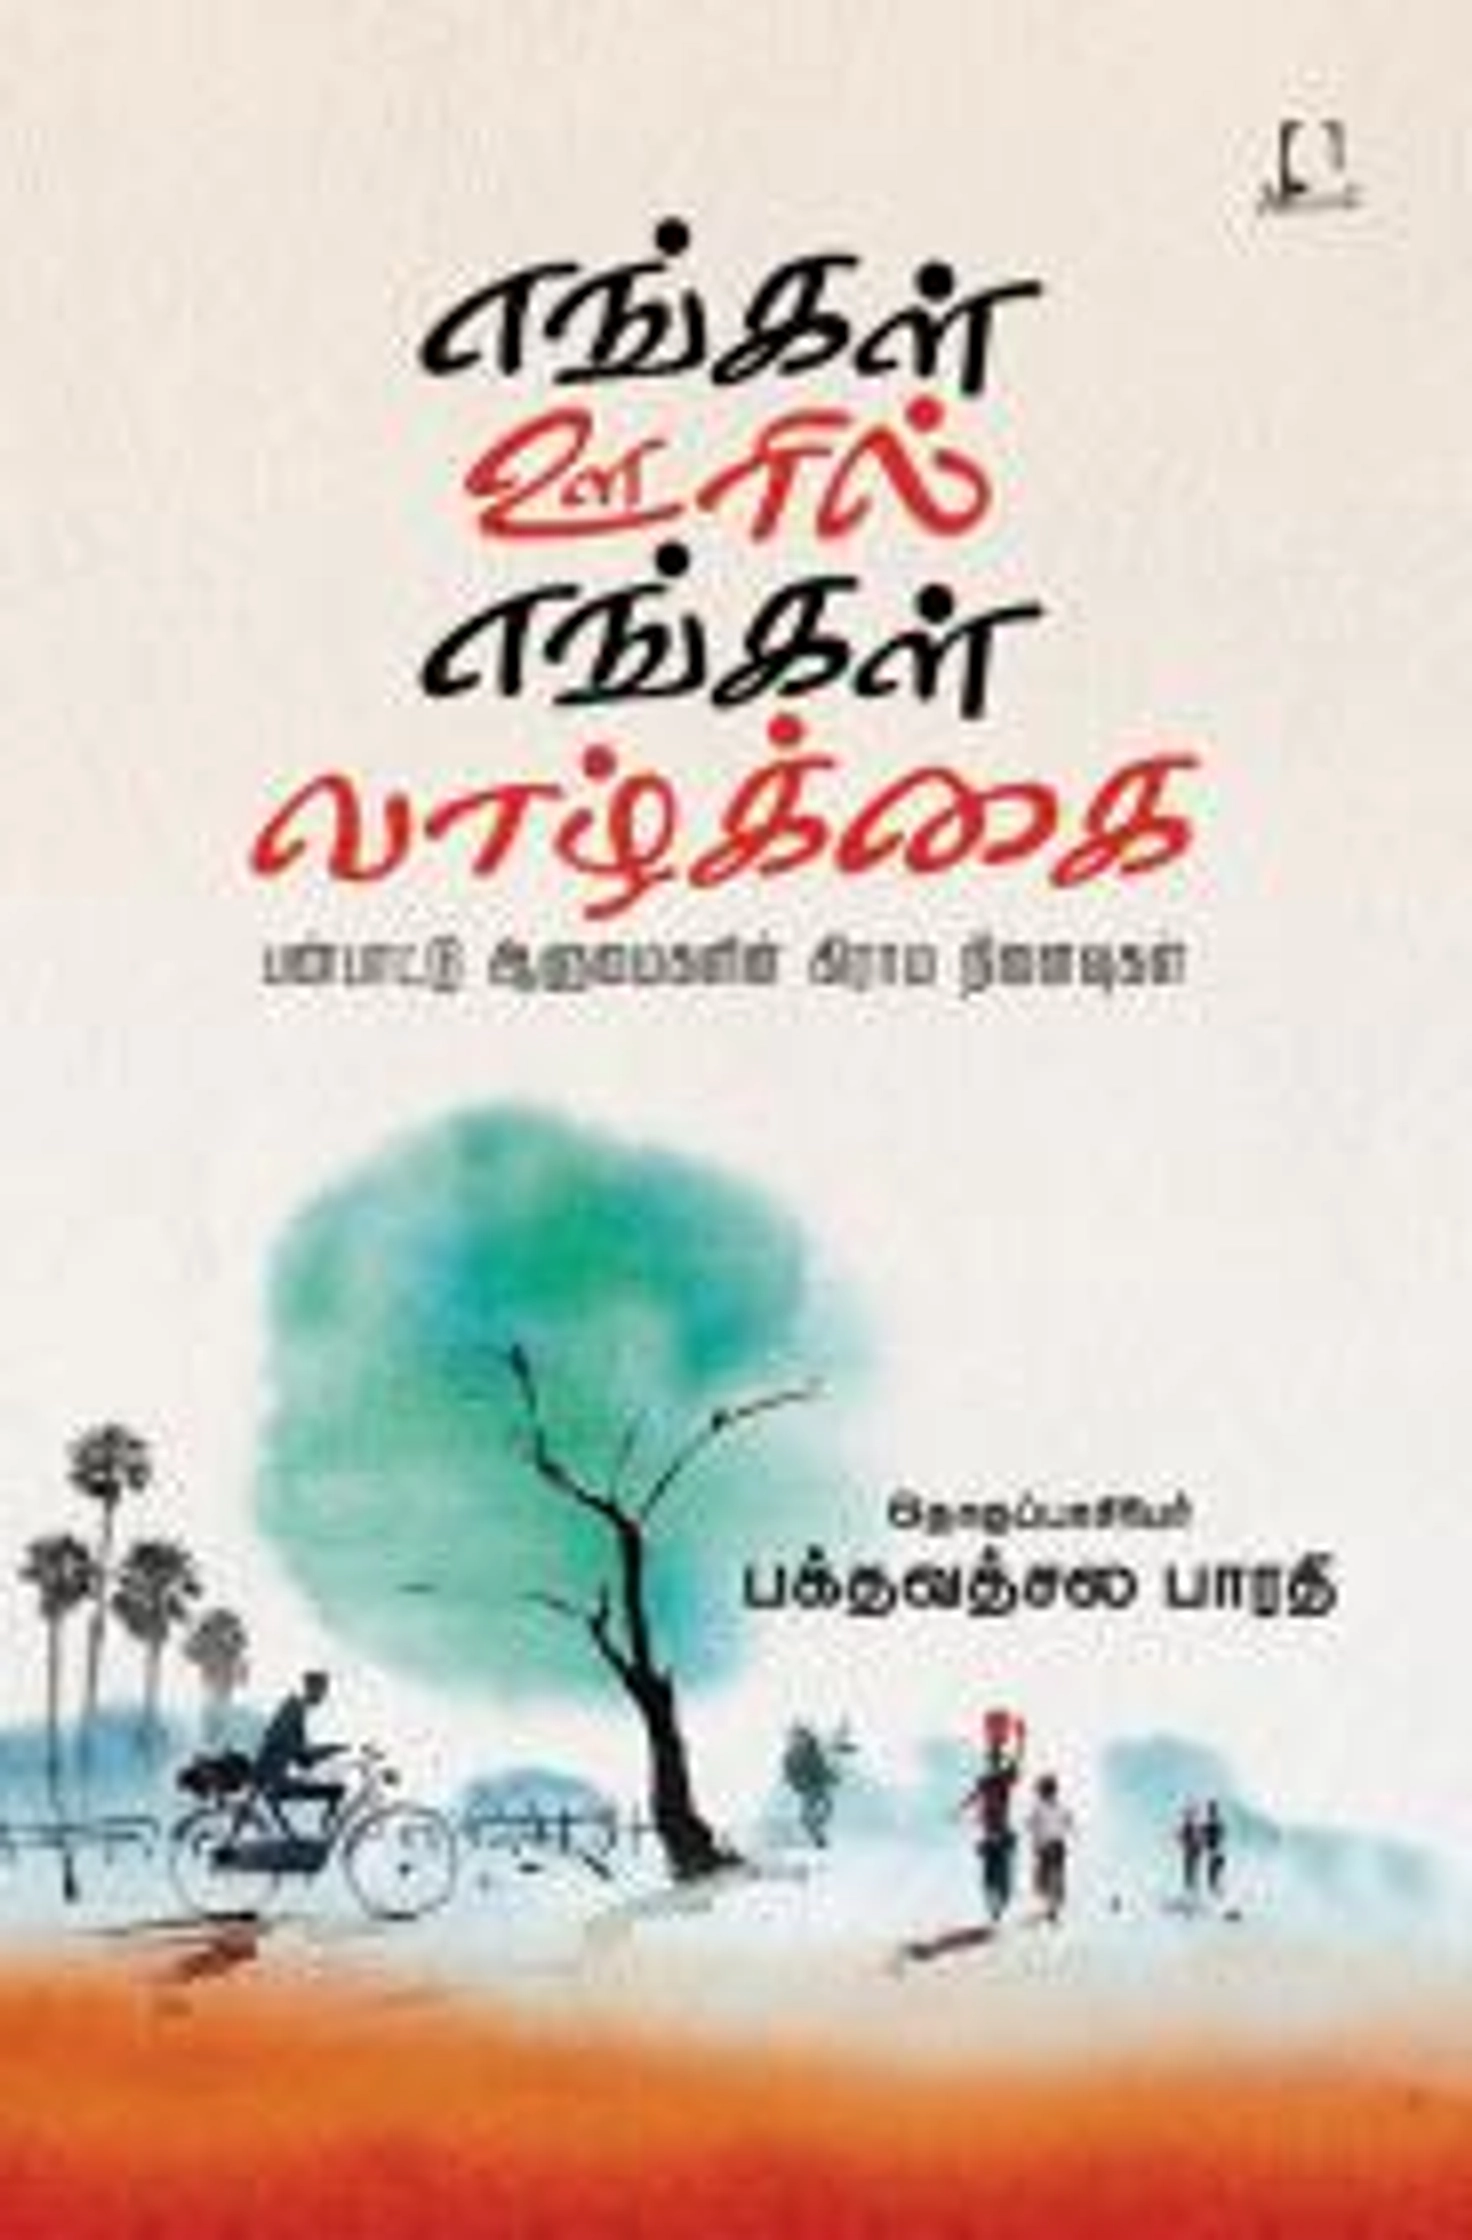 எங்கள்
ஊரில்
எங்கள்
வாழ்க்கை
பண்பாட்டு ஆளுமைகளின் கிராம நினைவுகள்
தொகுப்பாசிரியர்
பக்தவத்சல பாரதி